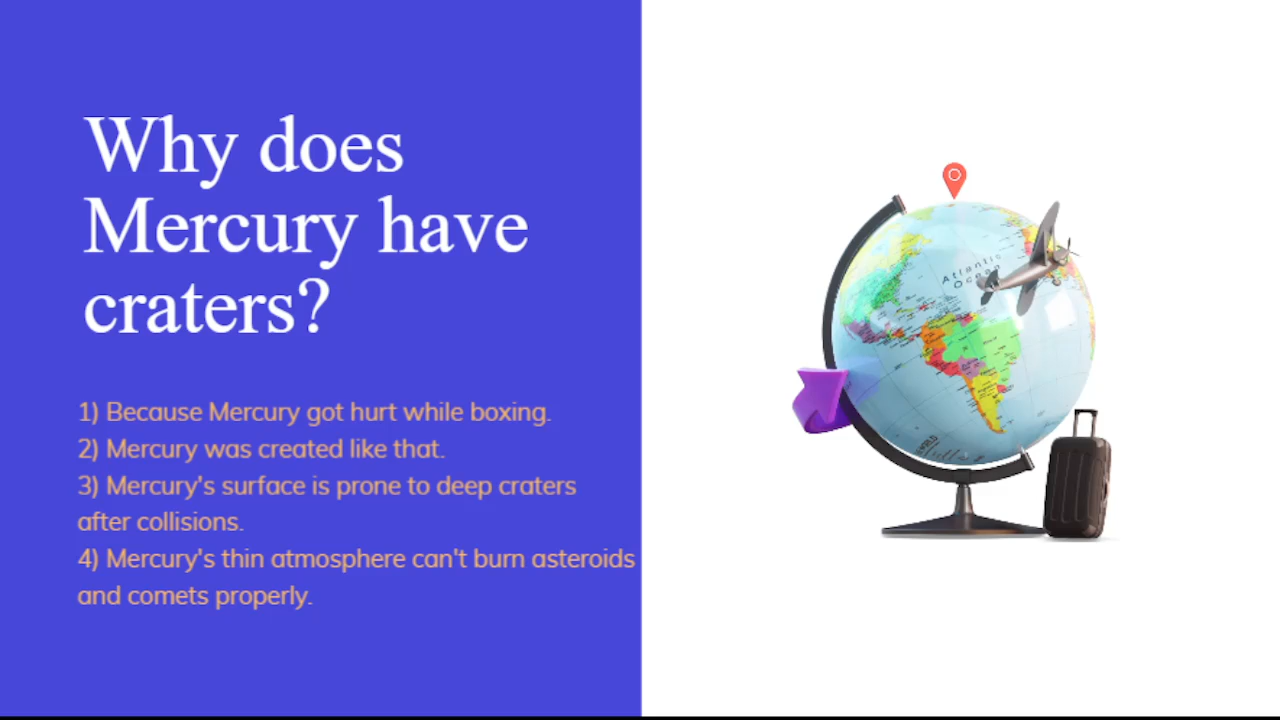 Why does
Mercury have
craters?
1) Because Mercury got hurt while boxing.
2) Mercury was created like that.
3) Mercury's surface is prone to deep craters
after collisions.
4) Mercury's thin atmosphere can't burn asteroids
and comets properly.
Atlantic
Ocean